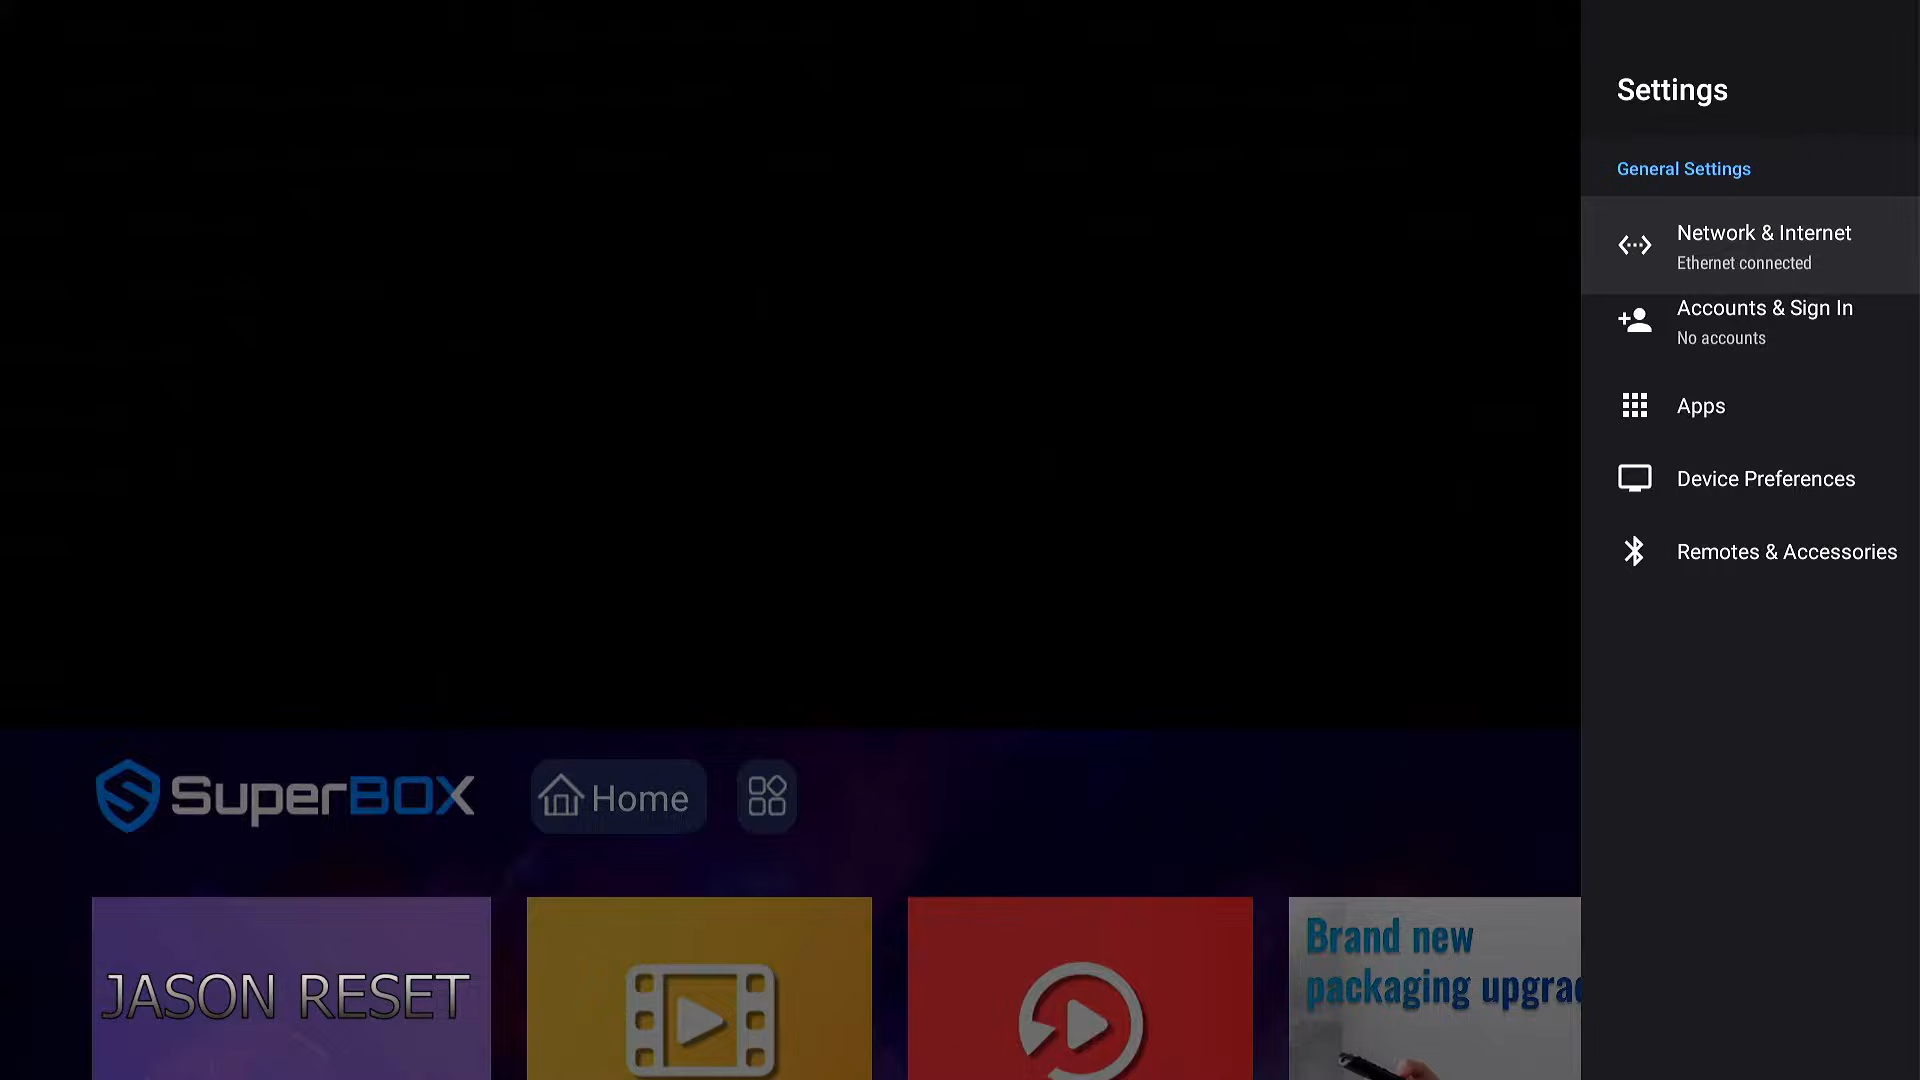 Settings
General Settings
Network & Internet
Ethernet connected
Accounts & Sign In
No accounts
Apps
Device Preferences
Remotes & Accessories
SuperBOX
Home
JASON RESET
Brand new
packaging